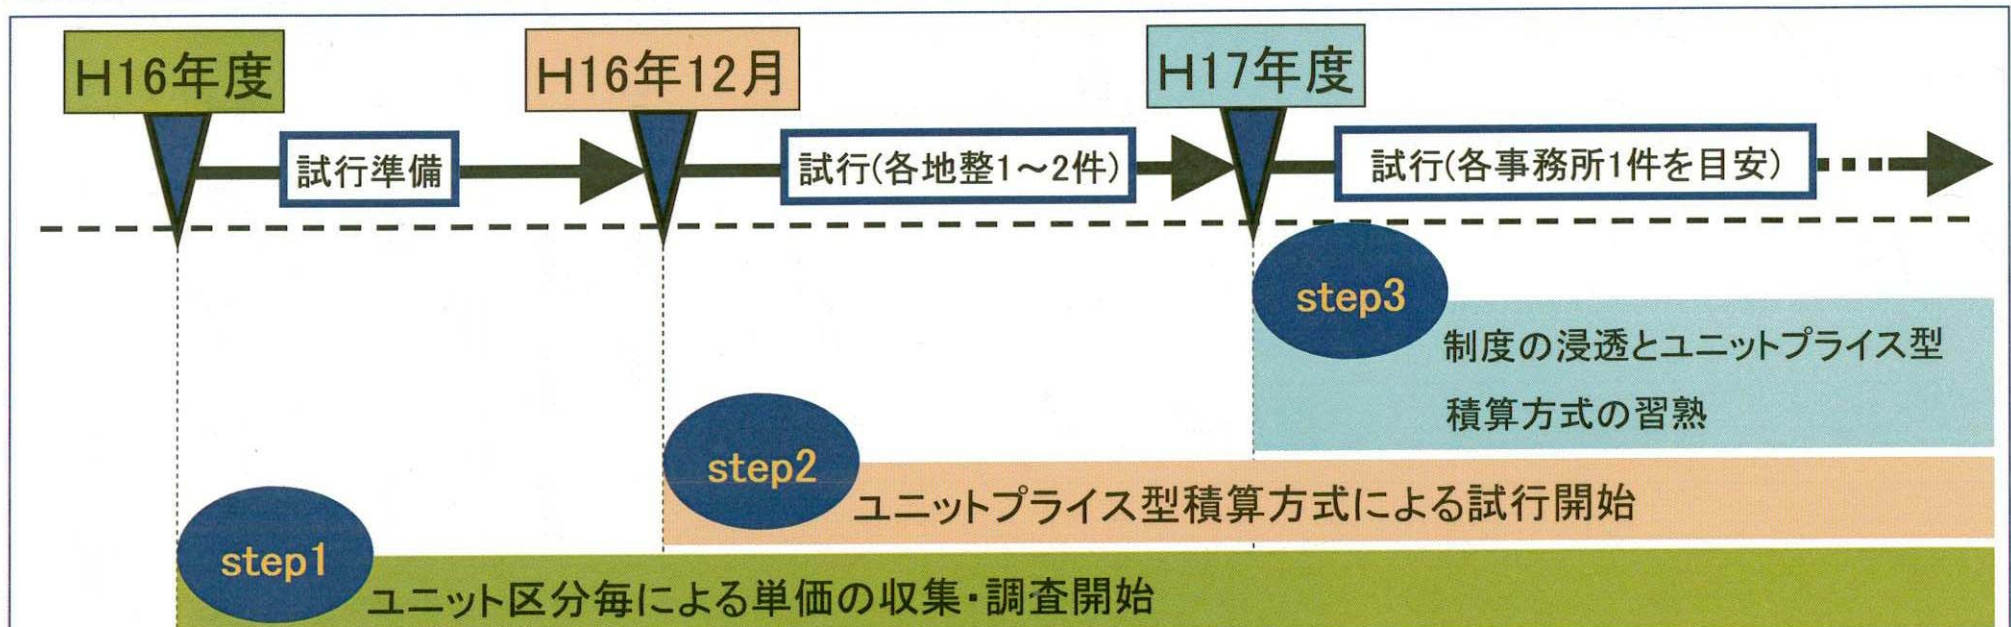 H16年度
H16年12月
H17年度
試行準備
試行(各地整1～2件)
試行(各事務所1件を目安)
step3
制度の浸透とユニットプライス型
積算方式の習熟
step2
ユニットプライス型積算方式による試行開始
step1
ユニット区分毎による単価の収集・調査開始